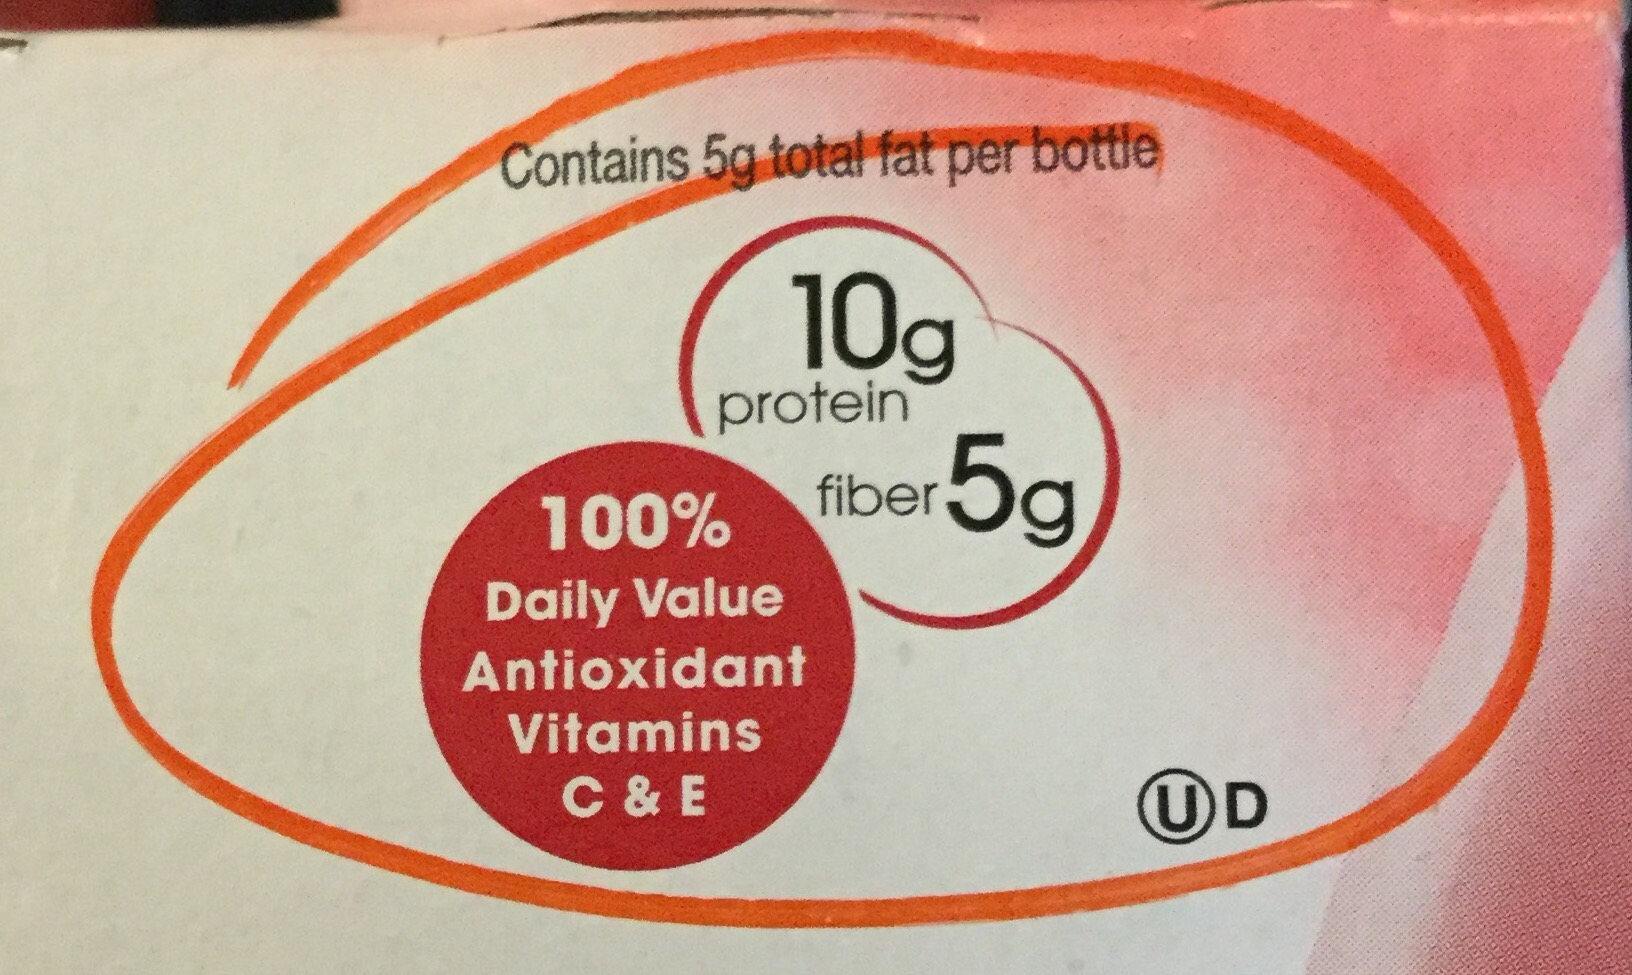 Contains 5g total fat per bottle
10g
protein
fiber 5g
100%
Daily Value
Antioxidant
Vitamins
C & E
Ⓤ D